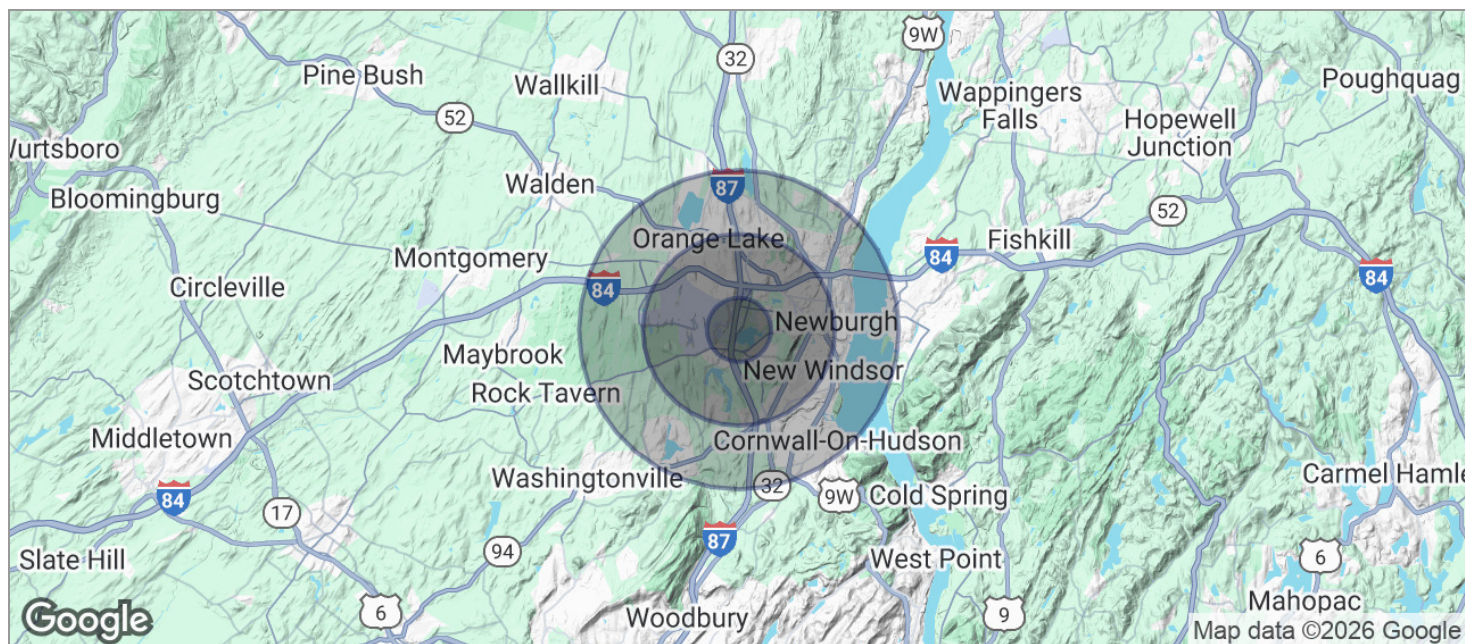 9W
32
Pine Bush
Wallkill
Poughquag
Wappingers
Falls
52
Hopewell
Junction
Wurtsboro
Walden
87
Bloomingburg
52
Orange Lake
Fishkill
Montgomery
84
84
84
Circleville
Newburgh
Maybrook
New Windsor
Scotchtown
Rock Tavern
Middletown
Cornwall-On-Hudson
Washingtonville
Carmel Hamle
32
9W
Cold Spring
84
17
87
94
Slate Hill
West Point
6
Mahopac
6
9
Woodbury
Google
Map data ©2026 Google